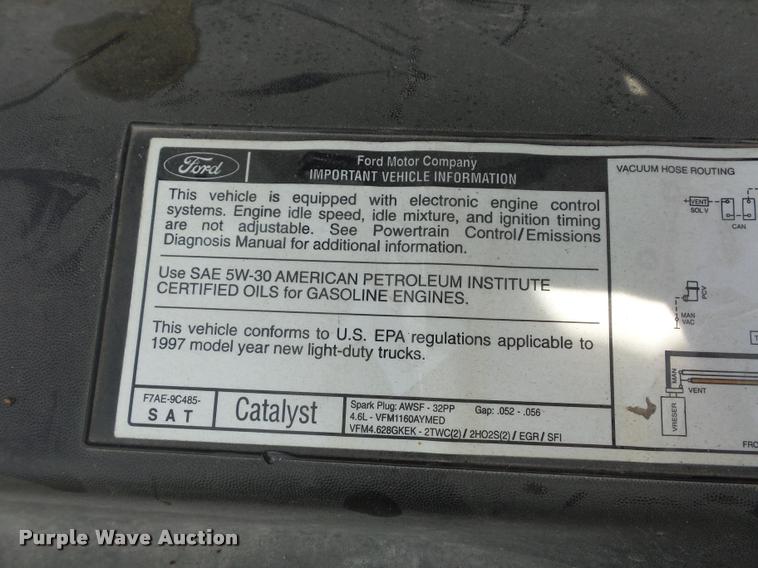 Ford
Ford Motor Company
IMPORTANT VEHICLE INFORMATION
This vehicle is equipped with electronic engine control
systems. Engine idle speed, idle mixture, and ignition timing
are not adjustable. See Powertrain Control/Emissions
Diagnosis Manual for additional information.
Use SAE 5W-30 AMERICAN PETROLEUM INSTITUTE
CERTIFIED OILS for GASOLINE ENGINES.
This vehicle conforms to U.S. EPA regulations applicable to
1997 model year new light-duty trucks.
F7AE-9C485-
SAT
Catalyst
Spark Plug: AWSF - 32PP Gap: .052 - .056
4.6L - VFM1160AYMED
VFM4.628GKEK - 2TWC(2) / 2HO2S(2) / EGR / SFI
VACUUM HOSE ROUTING
VENT
SOL V
CAN
PCV
MAN
VAC
T
MAN
VENT
VRESER
FRO
Purple Wave Auction